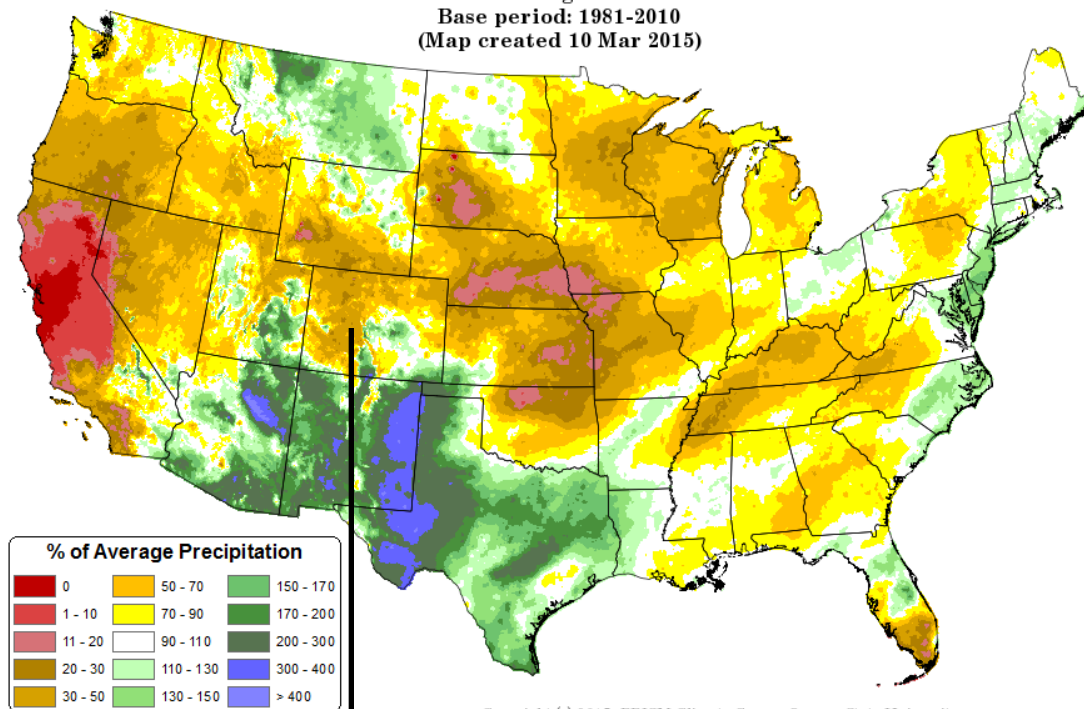 Base period: 1981-2010
(Map created 10 Mar 2015)
% of Average Precipitation
0
1 - 10
11 - 20
20 - 30
30 - 50
50 - 70
70 - 90
90 - 110
110 - 130
130 - 150
150 - 170
170 - 200
200 - 300
300 - 400
> 400